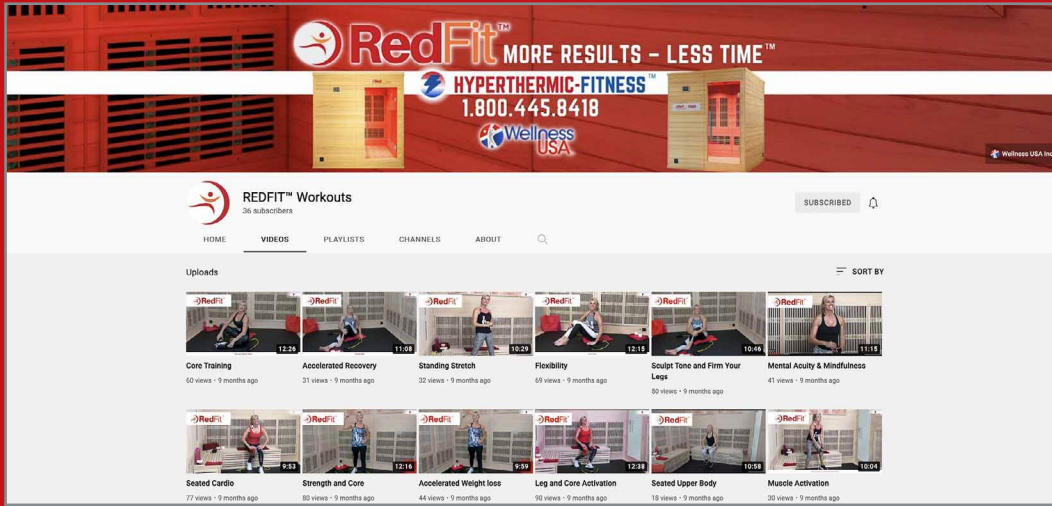 RedFit™ MORE RESULTS – LESS TIME™
HYPERTHERMIC-FITNESS™
1.800.445.8418
Wellness
USA
Wellness USA Inc
REDFIT™ Workouts
36 subscribers
SUBSCRIBED
HOME VIDEOS PLAYLISTS CHANNELS ABOUT
Uploads SORT BY
RedFit RedFit RedFit RedFit RedFit RedFit
12:26 11:08 10:29 12:15 10:46 11:15
Core Training Accelerated Recovery Standing Stretch Flexibility Sculpt Tone and Firm Your Mental Acuity & Mindfulness
Legs
60 views • 9 months ago 31 views • 9 months ago 32 views • 9 months ago 69 views • 9 months ago 41 views • 9 months ago
80 views • 9 months ago
RedFit RedFit RedFit RedFit RedFit RedFit
9:53 12:16 9:59 12:38 10:58 10:04
Seated Cardio Strength and Core Accelerated Weight loss Leg and Core Activation Seated Upper Body Muscle Activation
77 views • 9 months ago 80 views • 9 months ago 44 views • 9 months ago 90 views • 9 months ago 18 views • 9 months ago 30 views • 9 months ago